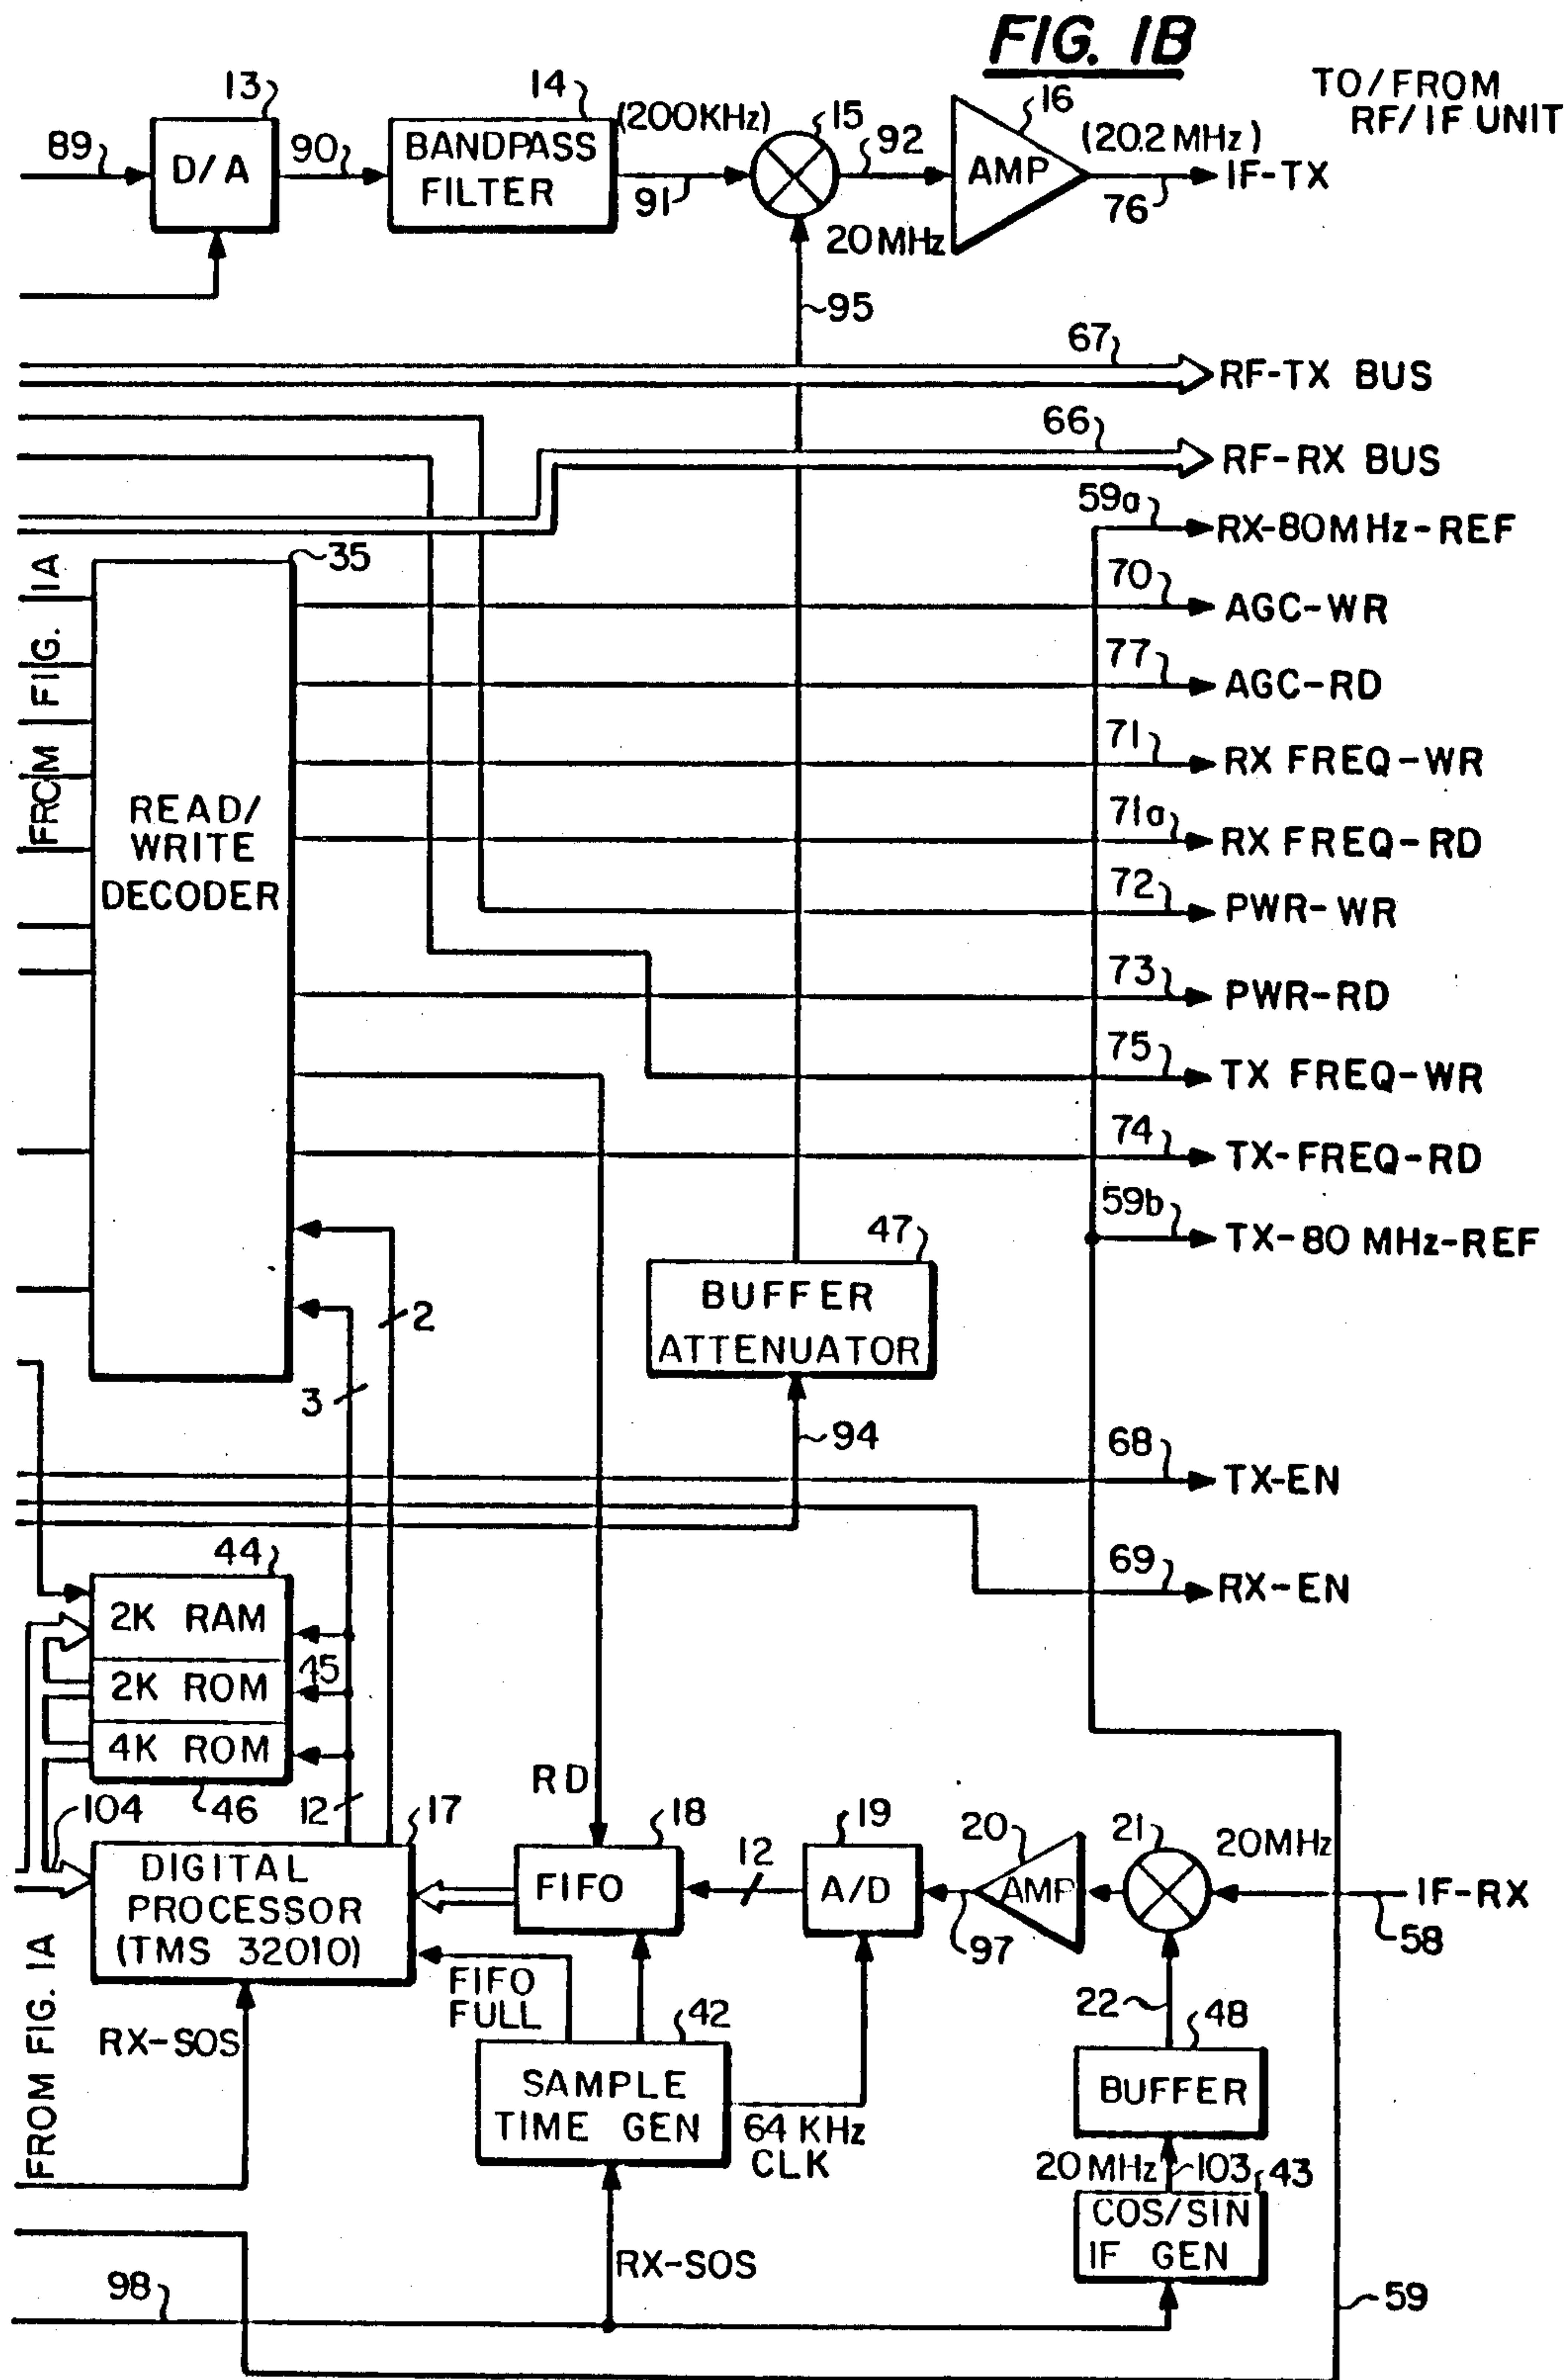 FIG. 1B
TO/FROM
RF/IF UNIT
13
14
(200KHz)
15
16
89
D/A
90
BANDPASS
FILTER
91
92
AMP
(20.2 MHz)
76
IF-TX
20MHz
95
67
RF-TX BUS
66
RF-RX BUS
59a
RX-80MHz-REF
35
FROM FIG. 1A
READ/
WRITE
DECODER
70
AGC-WR
77
AGC-RD
71
RX FREQ-WR
71a
RX FREQ-RD
72
PWR-WR
73
PWR-RD
75
TX FREQ-WR
74
TX-FREQ-RD
59b
TX-80 MHz-REF
47
BUFFER
ATTENUATOR
2
3
94
68
TX-EN
69
RX-EN
44
2K RAM
45
2K ROM
4K ROM
46
12
104
17
DIGITAL
PROCESSOR
(TMS 32010)
RD
18
FIFO
12
19
A/D
20
AMP
97
21
20MHz
IF-RX
58
FIFO
FULL
42
SAMPLE
TIME GEN
64 KHz
CLK
22
48
BUFFER
20 MHz
103
43
COS/SIN
IF GEN
FROM FIG. 1A
RX-SOS
RX-SOS
98
59